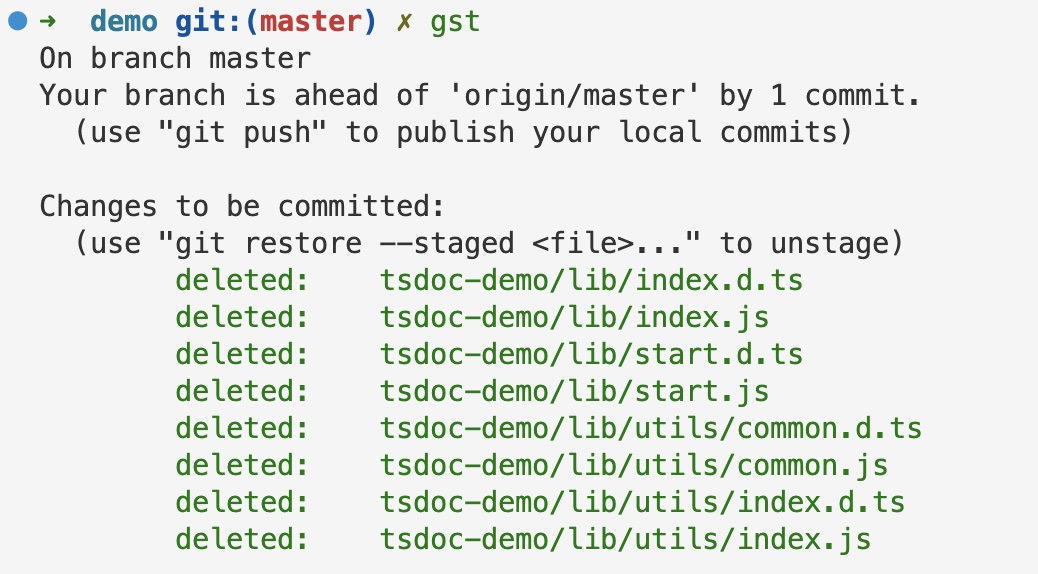 ➜  demo git:(master) ✗ gst
On branch master
Your branch is ahead of 'origin/master' by 1 commit.
  (use "git push" to publish your local commits)

Changes to be committed:
  (use "git restore --staged <file>..." to unstage)
        deleted:    tsdoc-demo/lib/index.d.ts
        deleted:    tsdoc-demo/lib/index.js
        deleted:    tsdoc-demo/lib/start.d.ts
        deleted:    tsdoc-demo/lib/start.js
        deleted:    tsdoc-demo/lib/utils/common.d.ts
        deleted:    tsdoc-demo/lib/utils/common.js
        deleted:    tsdoc-demo/lib/utils/index.d.ts
        deleted:    tsdoc-demo/lib/utils/index.js